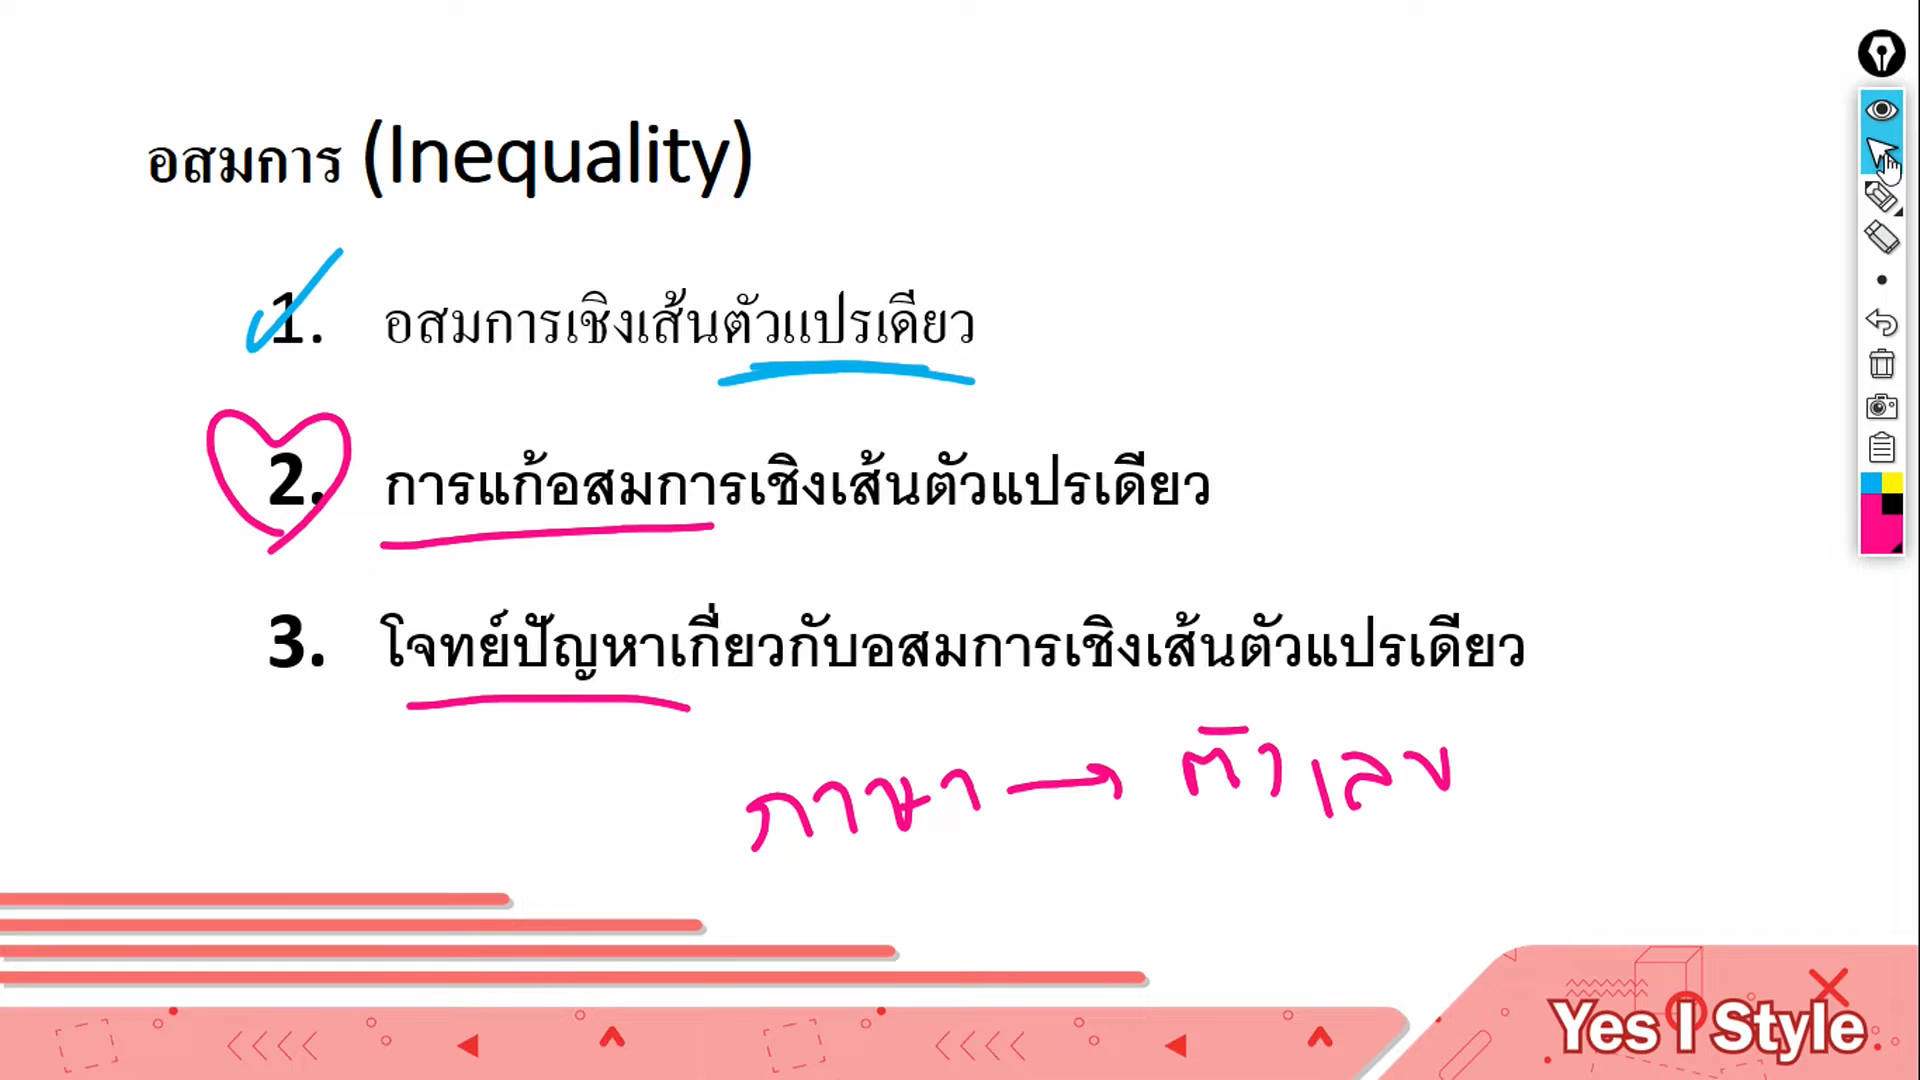 อสมการ (Inequality)
1. อสมการเชิงเส้นตัวแปรเดียว
2. การแก้อสมการเชิงเส้นตัวแปรเดียว
3. โจทย์ปัญหาเกี่ยวกับอสมการเชิงเส้นตัวแปรเดียว
ภาษา → ตัวเลข
Yes I Style